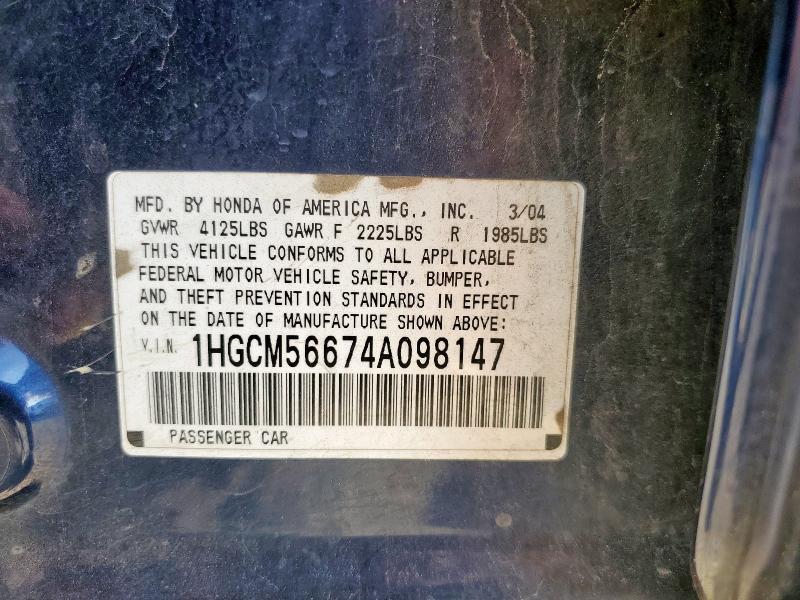 MFD. BY HONDA OF AMERICA MFG., INC. 3/04
GVWR 4125LBS GAWR F 2225LBS R 1985LBS
THIS VEHICLE CONFORMS TO ALL APPLICABLE
FEDERAL MOTOR VEHICLE SAFETY, BUMPER,
AND THEFT PREVENTION STANDARDS IN EFFECT
ON THE DATE OF MANUFACTURE SHOWN ABOVE:
V.I.N. 1HGCM56674A098147
PASSENGER CAR